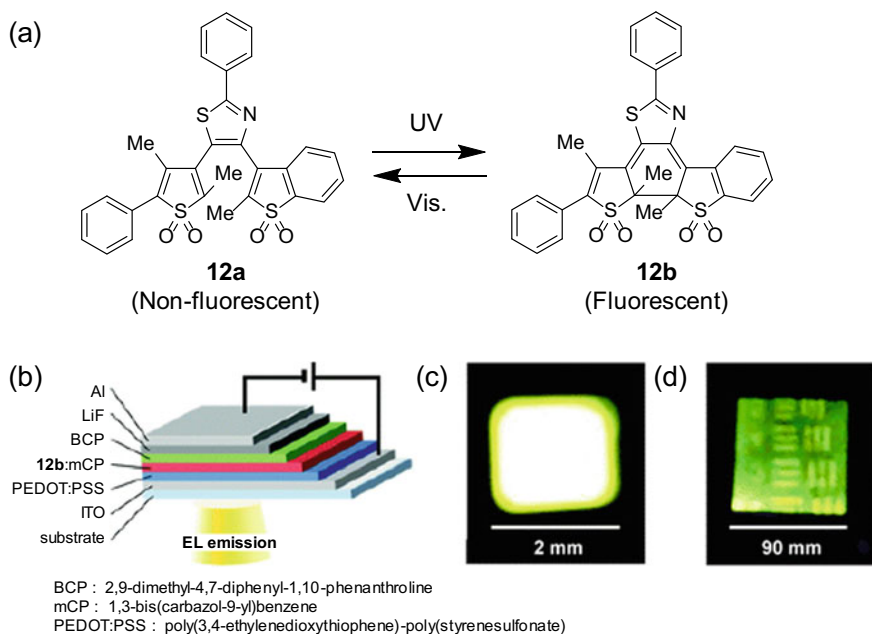 (a)
S
N
Me
Me
Me
S
O
O
S
O
O
12a
(Non-fluorescent)
UV
Vis.
S
N
Me
Me
Me
S
O
O
S
O
O
12b
(Fluorescent)
(b)
Al
LiF
BCP
12b:mCP
PEDOT:PSS
ITO
substrate
EL emission
(c)
2 mm
(d)
90 mm
BCP : 2,9-dimethyl-4,7-diphenyl-1,10-phenanthroline
mCP : 1,3-bis(carbazol-9-yl)benzene
PEDOT:PSS : poly(3,4-ethylenedioxythiophene)-poly(styrenesulfonate)